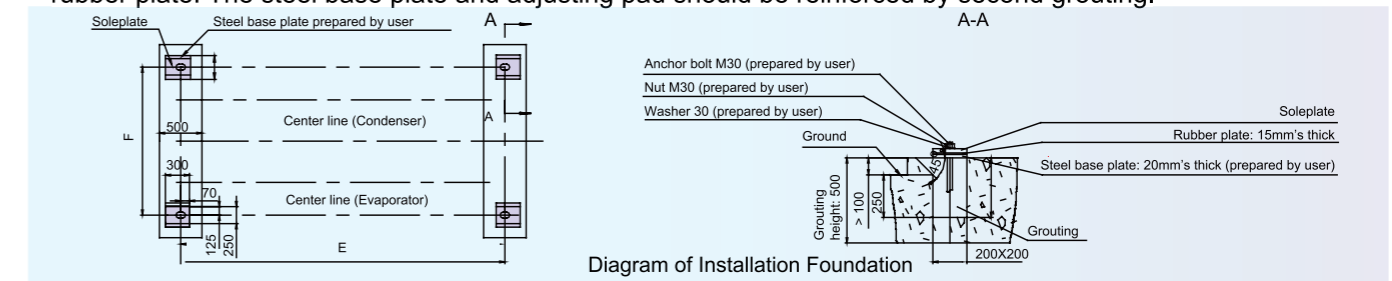 rubber plate. The steel base plate and adjusting pad should be reinforced by second grouting.
Soleplate
Steel base plate prepared by user
A
A-A
Anchor bolt M30 (prepared by user)
Nut M30 (prepared by user)
Washer 30 (prepared by user)
Ground
Soleplate
Rubber plate: 15mm's thick
Steel base plate: 20mm's thick (prepared by user)
Center line (Condenser)
A
F
500
300
70
Center line (Evaporator)
125
250
E
45°
Grouting
height: 500
> 100
250
Grouting
200X200
Diagram of Installation Foundation